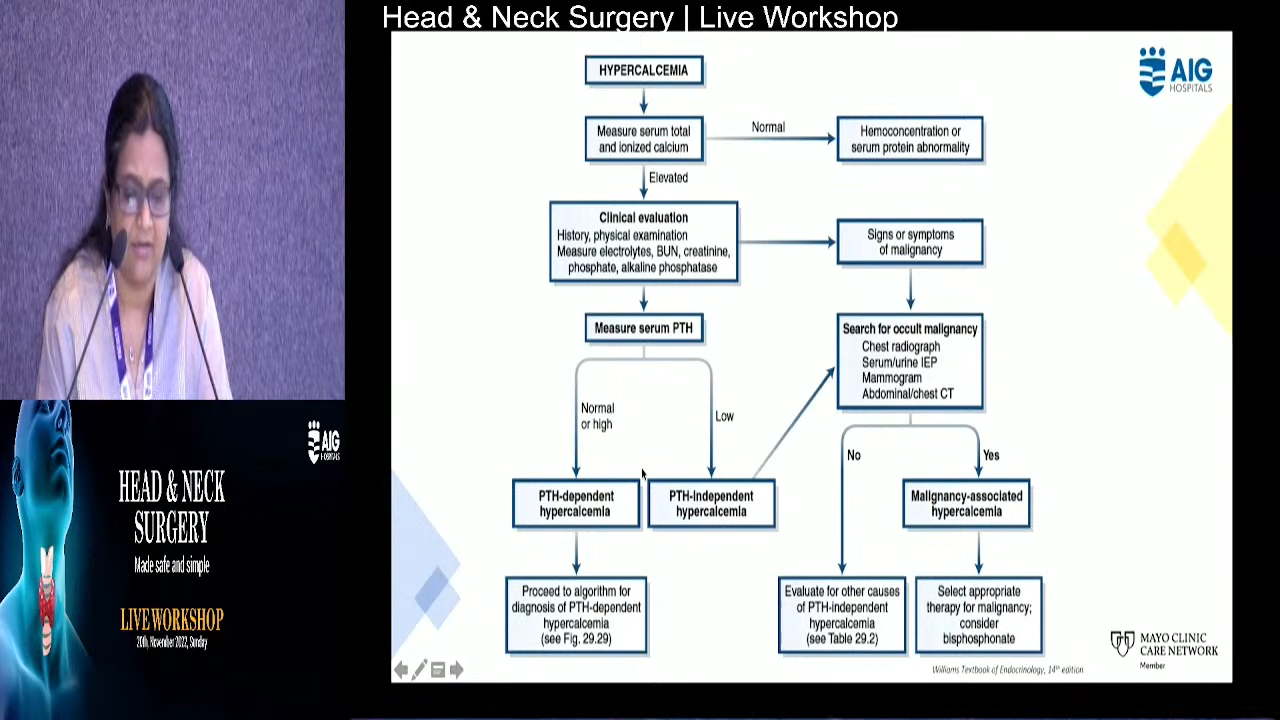 Head & Neck Surgery | Live Workshop
AIG
HOSPITALS
HYPERCALCEMIA
Measure serum total
and ionized calcium
Normal
Hemoconcentration or
serum protein abnormality
Elevated
Clinical evaluation
History, physical examination
Measure electrolytes, BUN, creatinine,
phosphate, alkaline phosphatase
Signs or symptoms
of malignancy
Measure serum PTH
Search for occult malignancy
Chest radiograph
Serum/urine IEP
Mammogram
Abdominal/chest CT
Normal
or high
Low
No
Yes
PTH-dependent
hypercalcemia
PTH-independent
hypercalcemia
Malignancy-associated
hypercalcemia
Proceed to algorithm for
diagnosis of PTH-dependent
hypercalcemia
(see Fig. 29.29)
Evaluate for other causes
of PTH-independent
hypercalcemia
(see Table 29.2)
Select appropriate
therapy for malignancy;
consider
bisphosphonate
MAYO CLINIC
CARE NETWORK
Member
Williams Textbook of Endocrinology, 14th edition
AIG
HOSPITALS
HEAD & NECK
SURGERY
Made safe and simple
LIVE WORKSHOP
20th, November 2022, Sunday